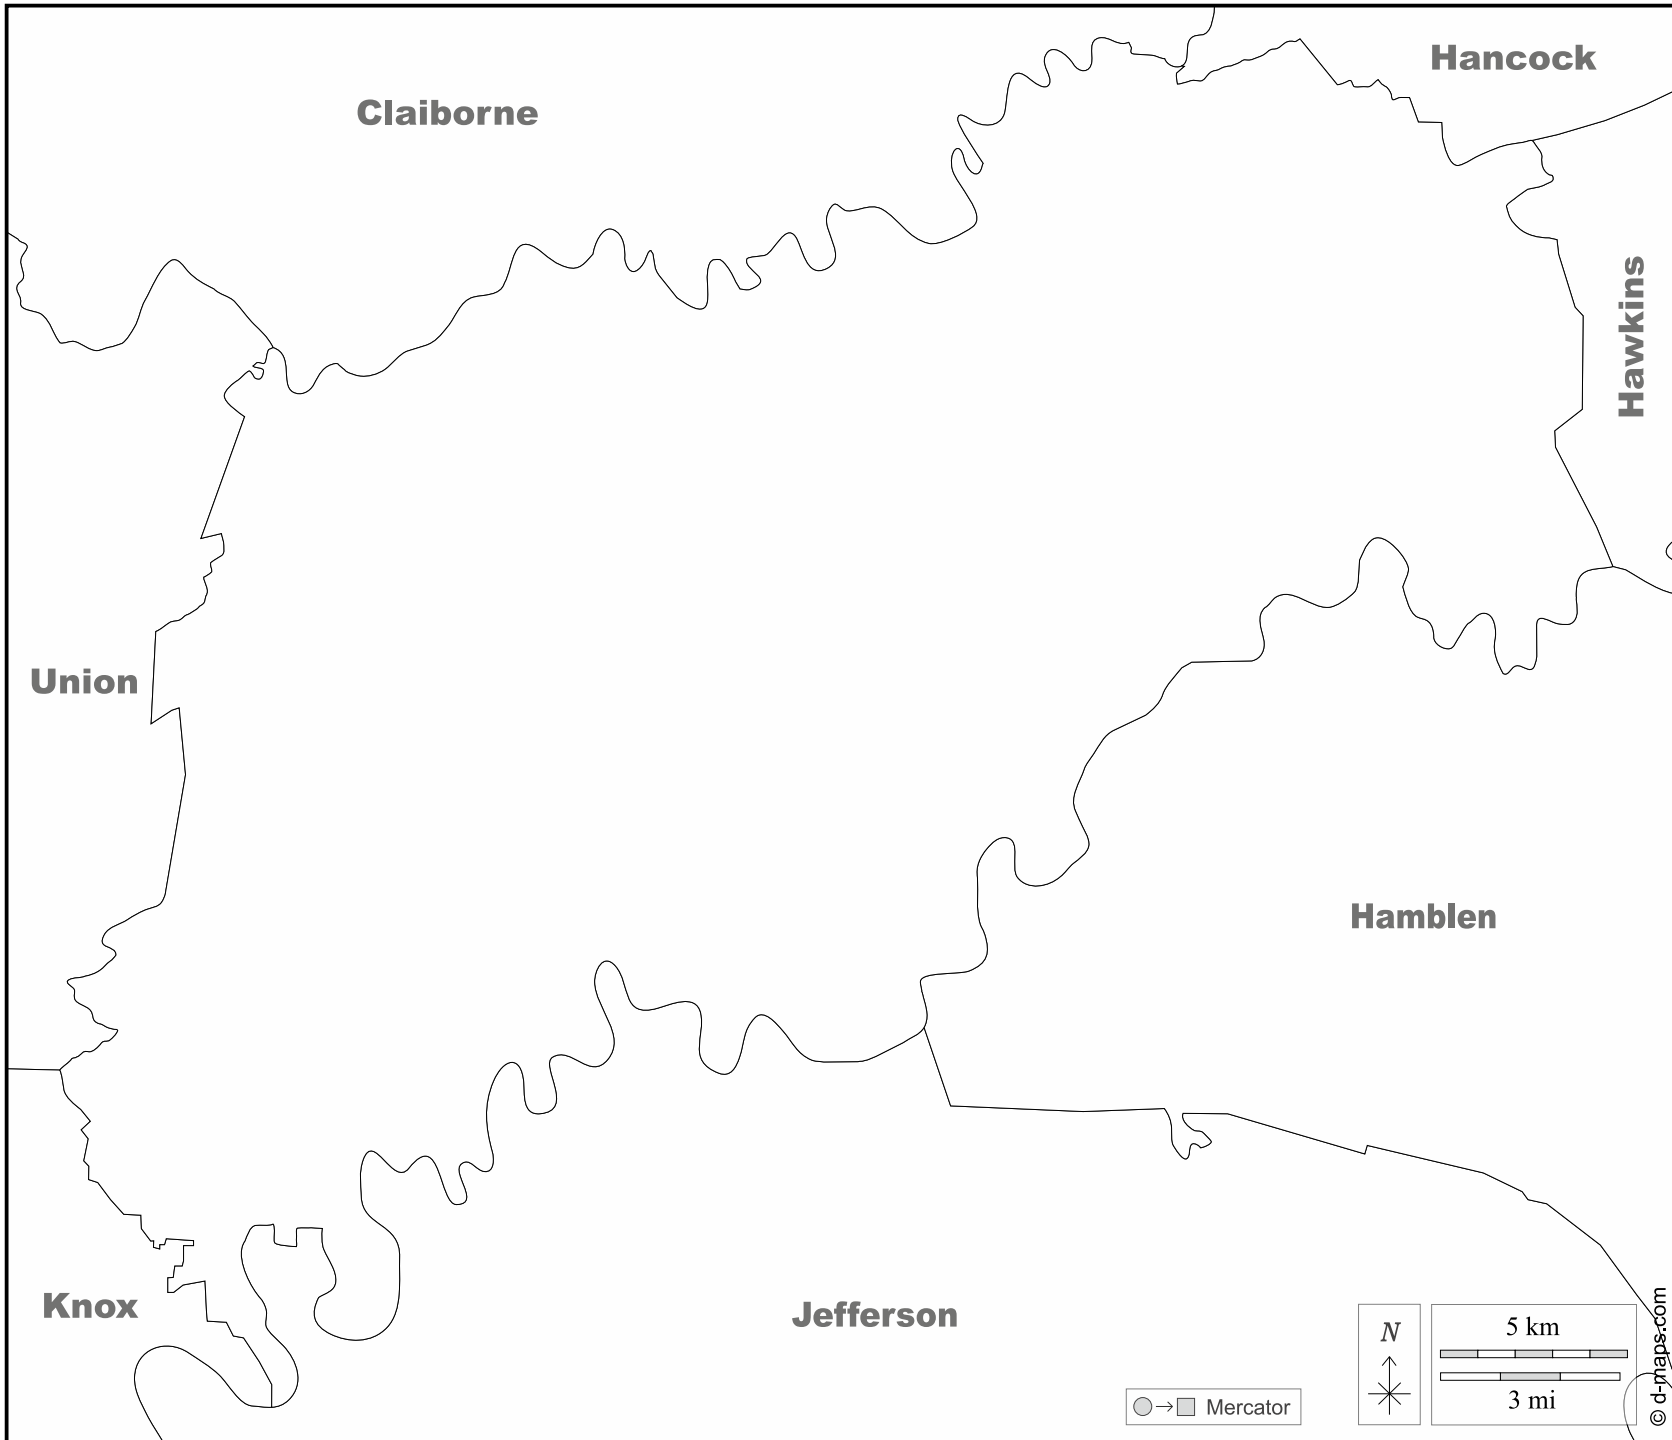 Hancock
Claiborne
Hawkins
Union
Hamblen
Knox
Jefferson
N
5 km
3 mi
Mercator
© d-maps.com